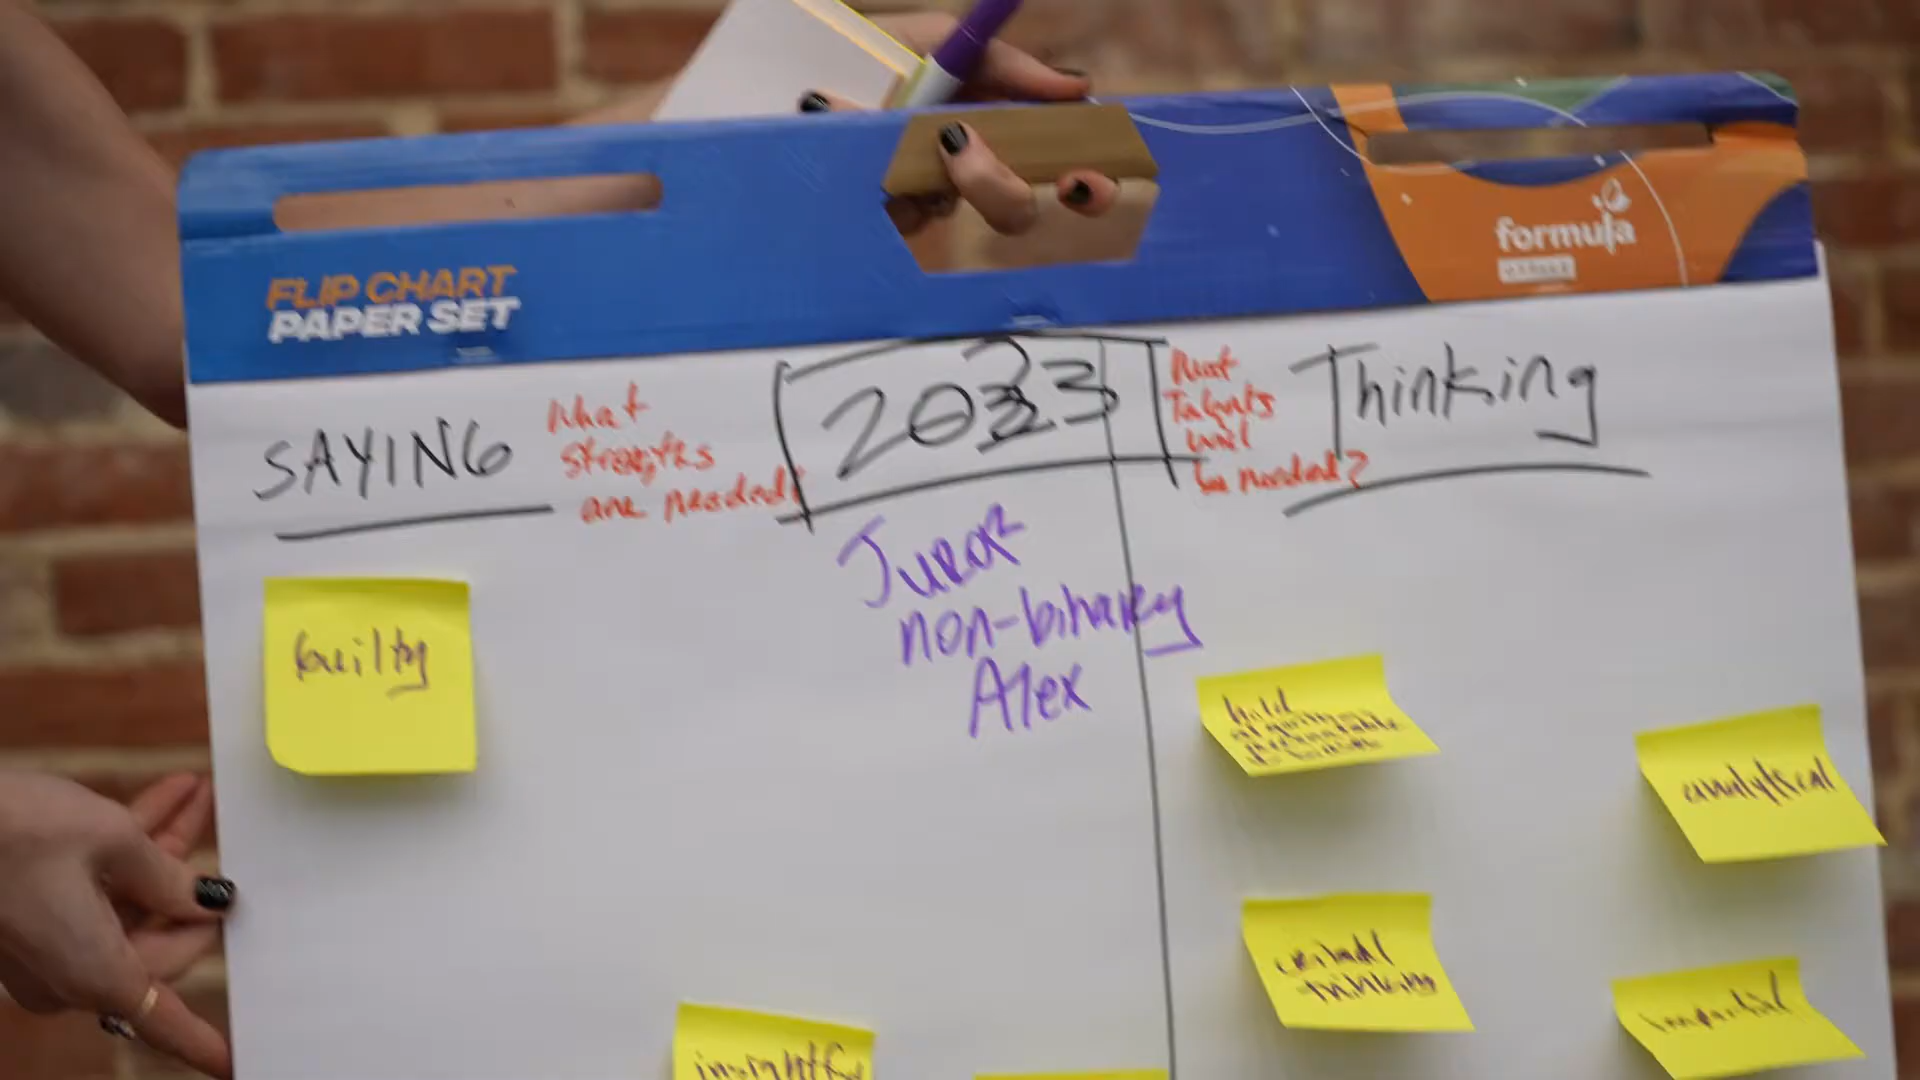 FLIP CHART
PAPER SET
formula
SAYING
What
strengths
are needed?
2033
What
Talents
will
be needed?
Thinking
Juror
non-binary
Alex
Guilty
analytical
critical
thinking
impartial
insightful